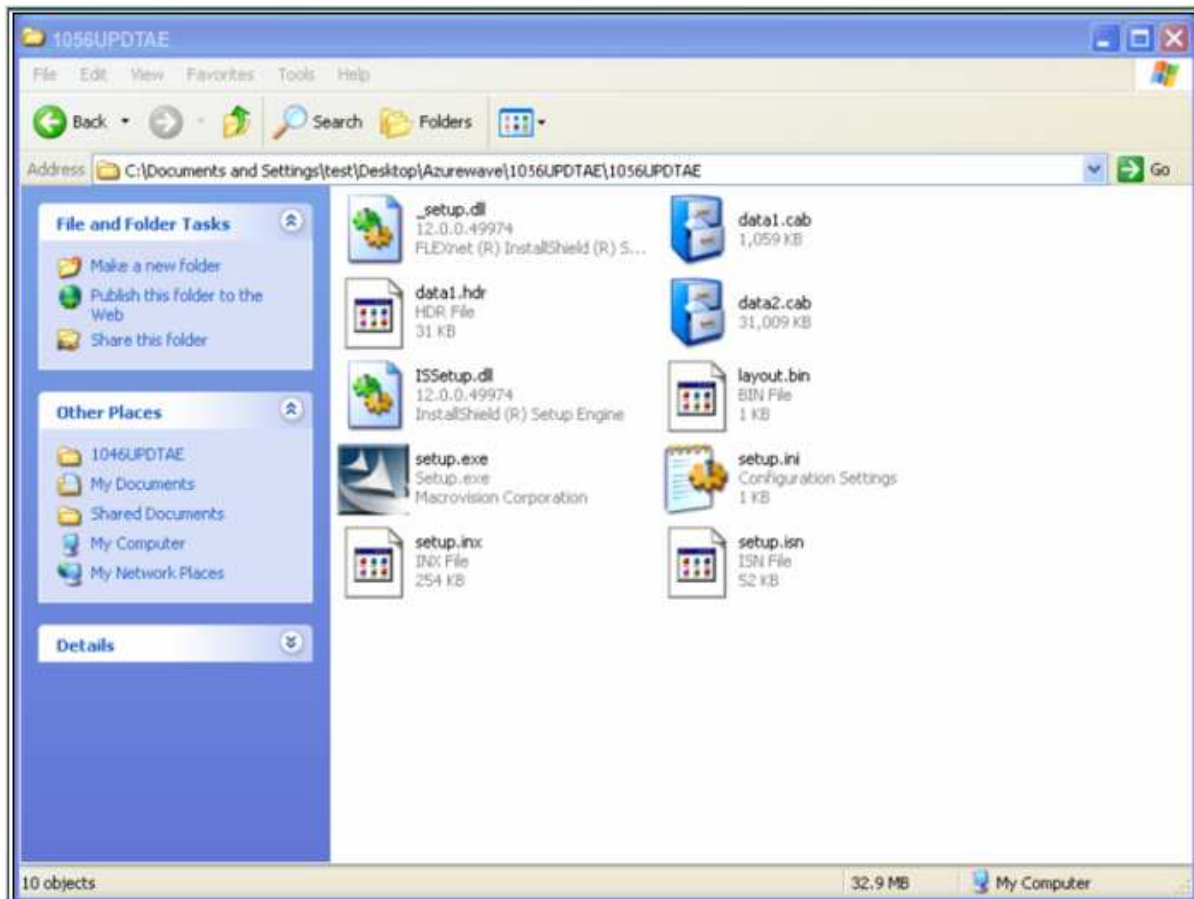 1056UPDTAE
File Edit View Favorites Tools Help
Back Search Folders
Address C:\Documents and Settings\test\Desktop\Azurewave\1056UPDTAE\1056UPDTAE Go
File and Folder Tasks
Make a new folder
Publish this folder to the
Web
Share this folder
Other Places
1046UPDTAE
My Documents
Shared Documents
My Computer
My Network Places
Details
_setup.dll
12.0.0.49974
FLEXnet (R) InstallShield (R) S...
data1.cab
1,059 KB
data1.hdr
HDR File
31 KB
data2.cab
31,009 KB
ISSetup.dll
12.0.0.49974
InstallShield (R) Setup Engine
layout.bin
BIN File
1 KB
setup.exe
Setup.exe
Macrovision Corporation
setup.ini
Configuration Settings
1 KB
setup.inx
INX File
254 KB
setup.isn
ISN File
52 KB
10 objects 32.9 MB My Computer